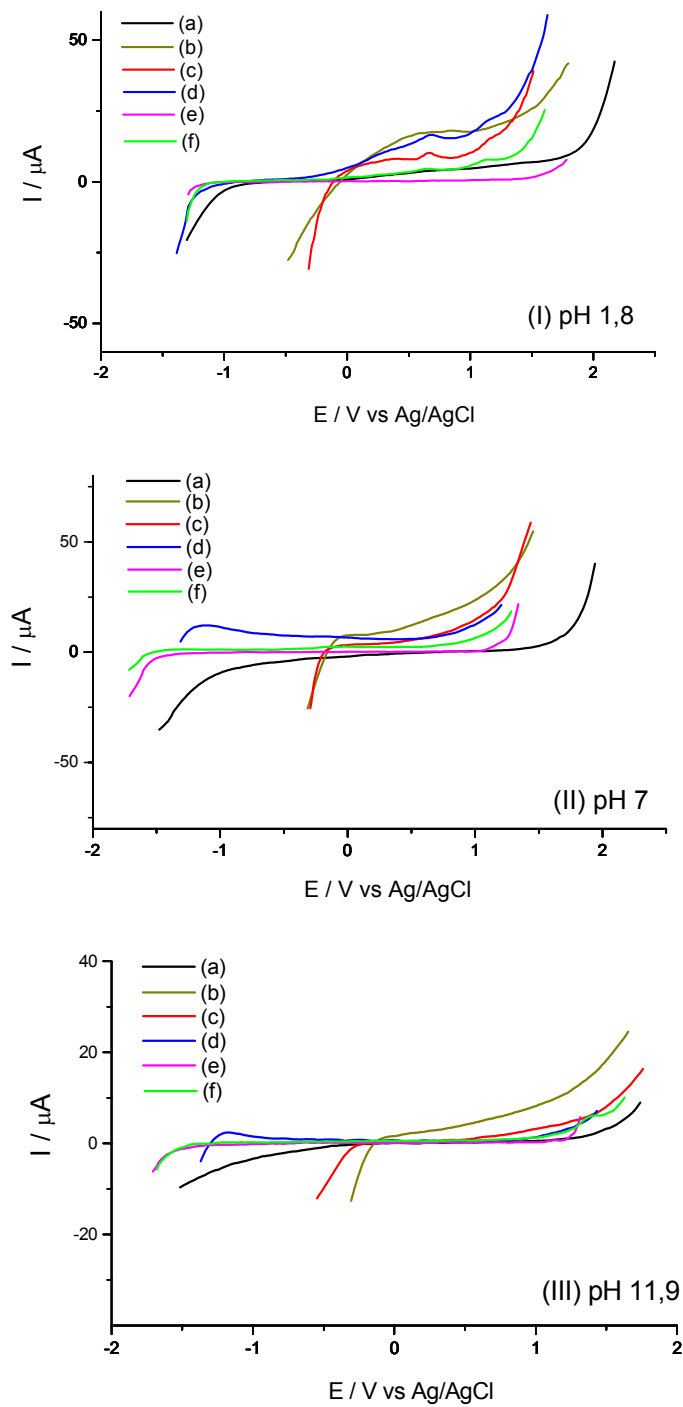 50
0
-50
I / μA
(a)
(b)
(c)
(d)
(e)
(f)
(I) pH 1,8
-2 -1 0 1 2
E / V vs Ag/AgCl
50
0
-50
I / μA
(a)
(b)
(c)
(d)
(e)
(f)
(II) pH 7
-2 -1 0 1 2
E / V vs Ag/AgCl
40
20
0
-20
I / μA
(a)
(b)
(c)
(d)
(e)
(f)
(III) pH 11,9
-2 -1 0 1 2
E / V vs Ag/AgCl